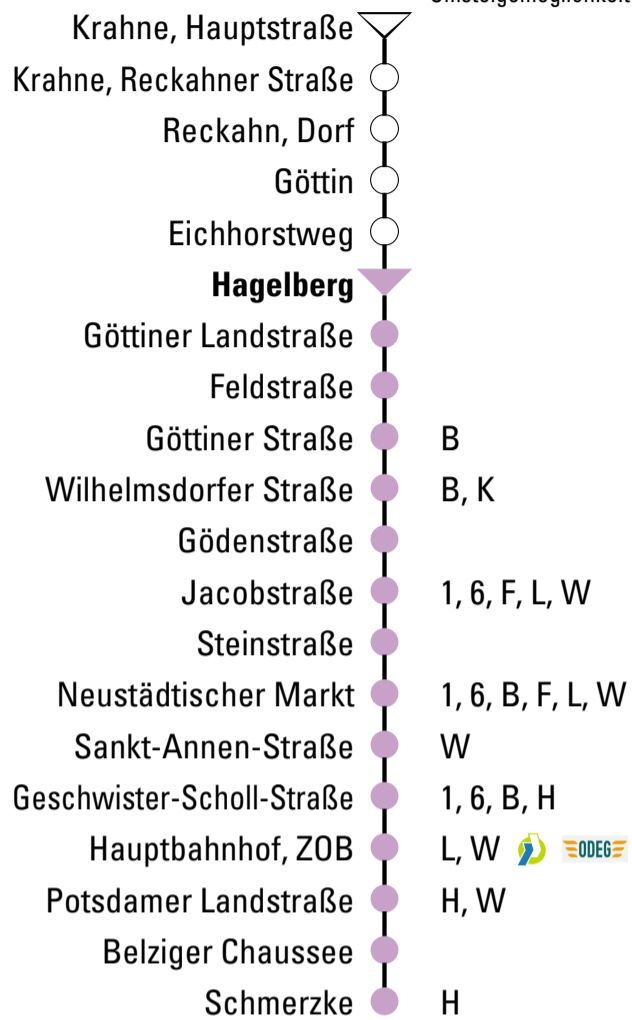 Umsteigemöglichkeit
Krahne, Hauptstraße
Krahne, Reckahner Straße
Reckahn, Dorf
Göttin
Eichhorstweg
Hagelberg
Göttiner Landstraße
Feldstraße
Göttiner Straße B
Wilhelmsdorfer Straße B, K
Gödenstraße
Jacobstraße 1, 6, F, L, W
Steinstraße
Neustädtischer Markt 1, 6, B, F, L, W
Sankt-Annen-Straße W
Geschwister-Scholl-Straße 1, 6, B, H
Hauptbahnhof, ZOB L, W ODEG
Potsdamer Landstraße H, W
Belziger Chaussee
Schmerzke H